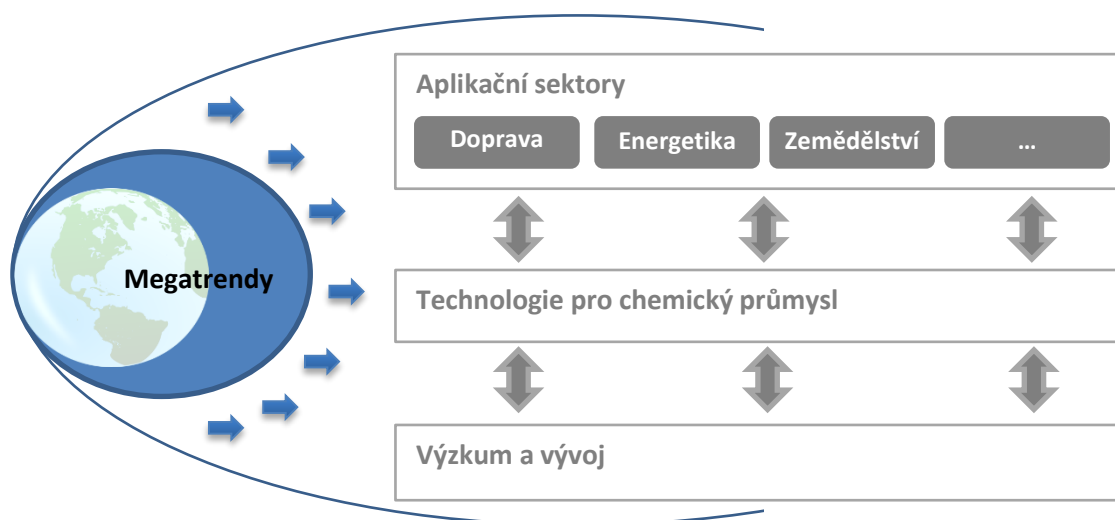 Aplikační sektory
Doprava
Energetika
Zemědělství
...
Megatrendy
Technologie pro chemický průmysl
Výzkum a vývoj